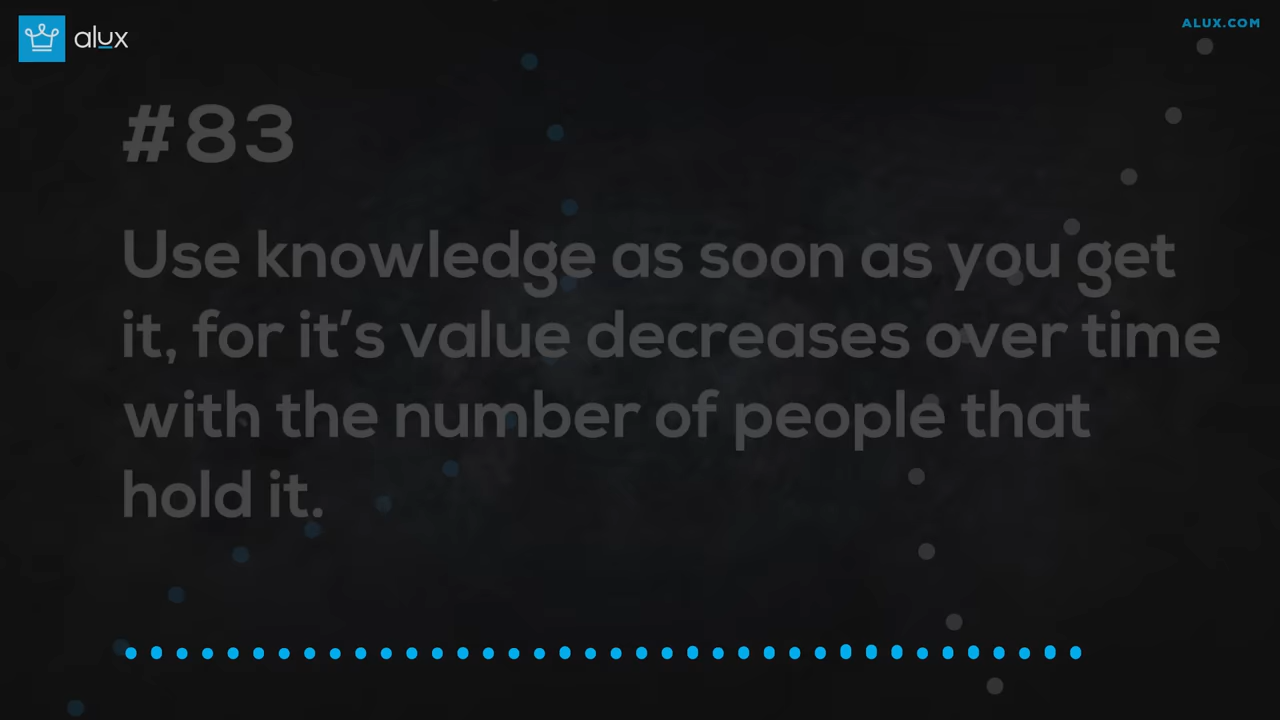 alux
ALUX.COM
#83
Use knowledge as soon as you get
it, for it’s value decreases over time
with the number of people that
hold it.